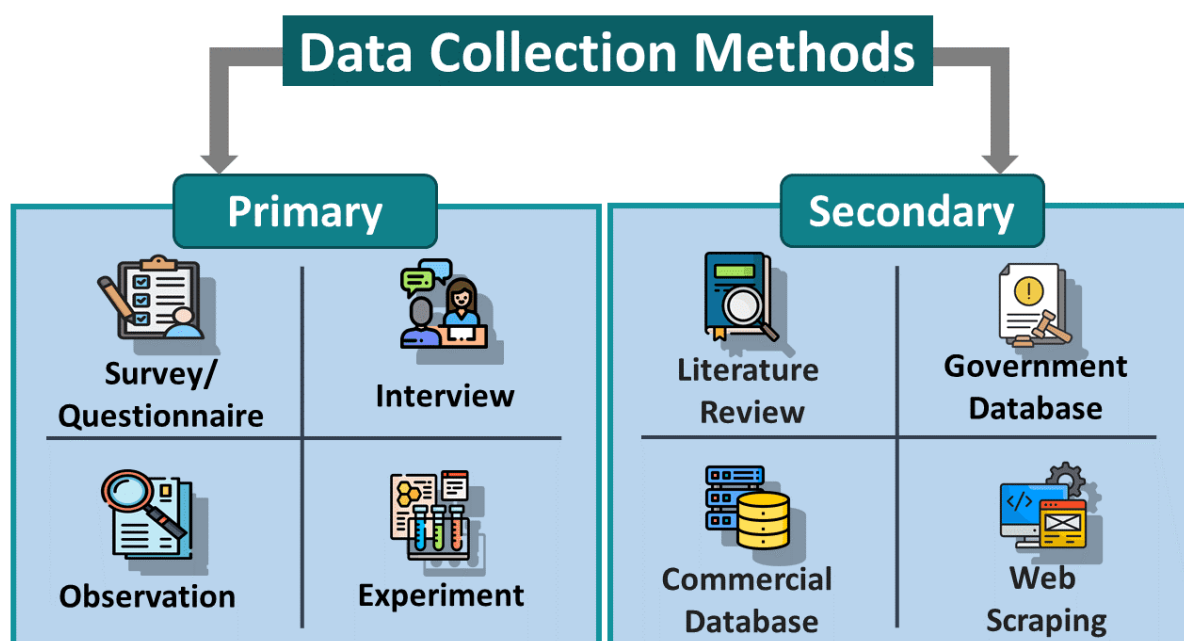 Data Collection Methods
Primary
Survey/
Questionnaire
Interview
Observation
Experiment
Secondary
Literature
Review
Government
Database
Commercial
Database
Web
Scraping